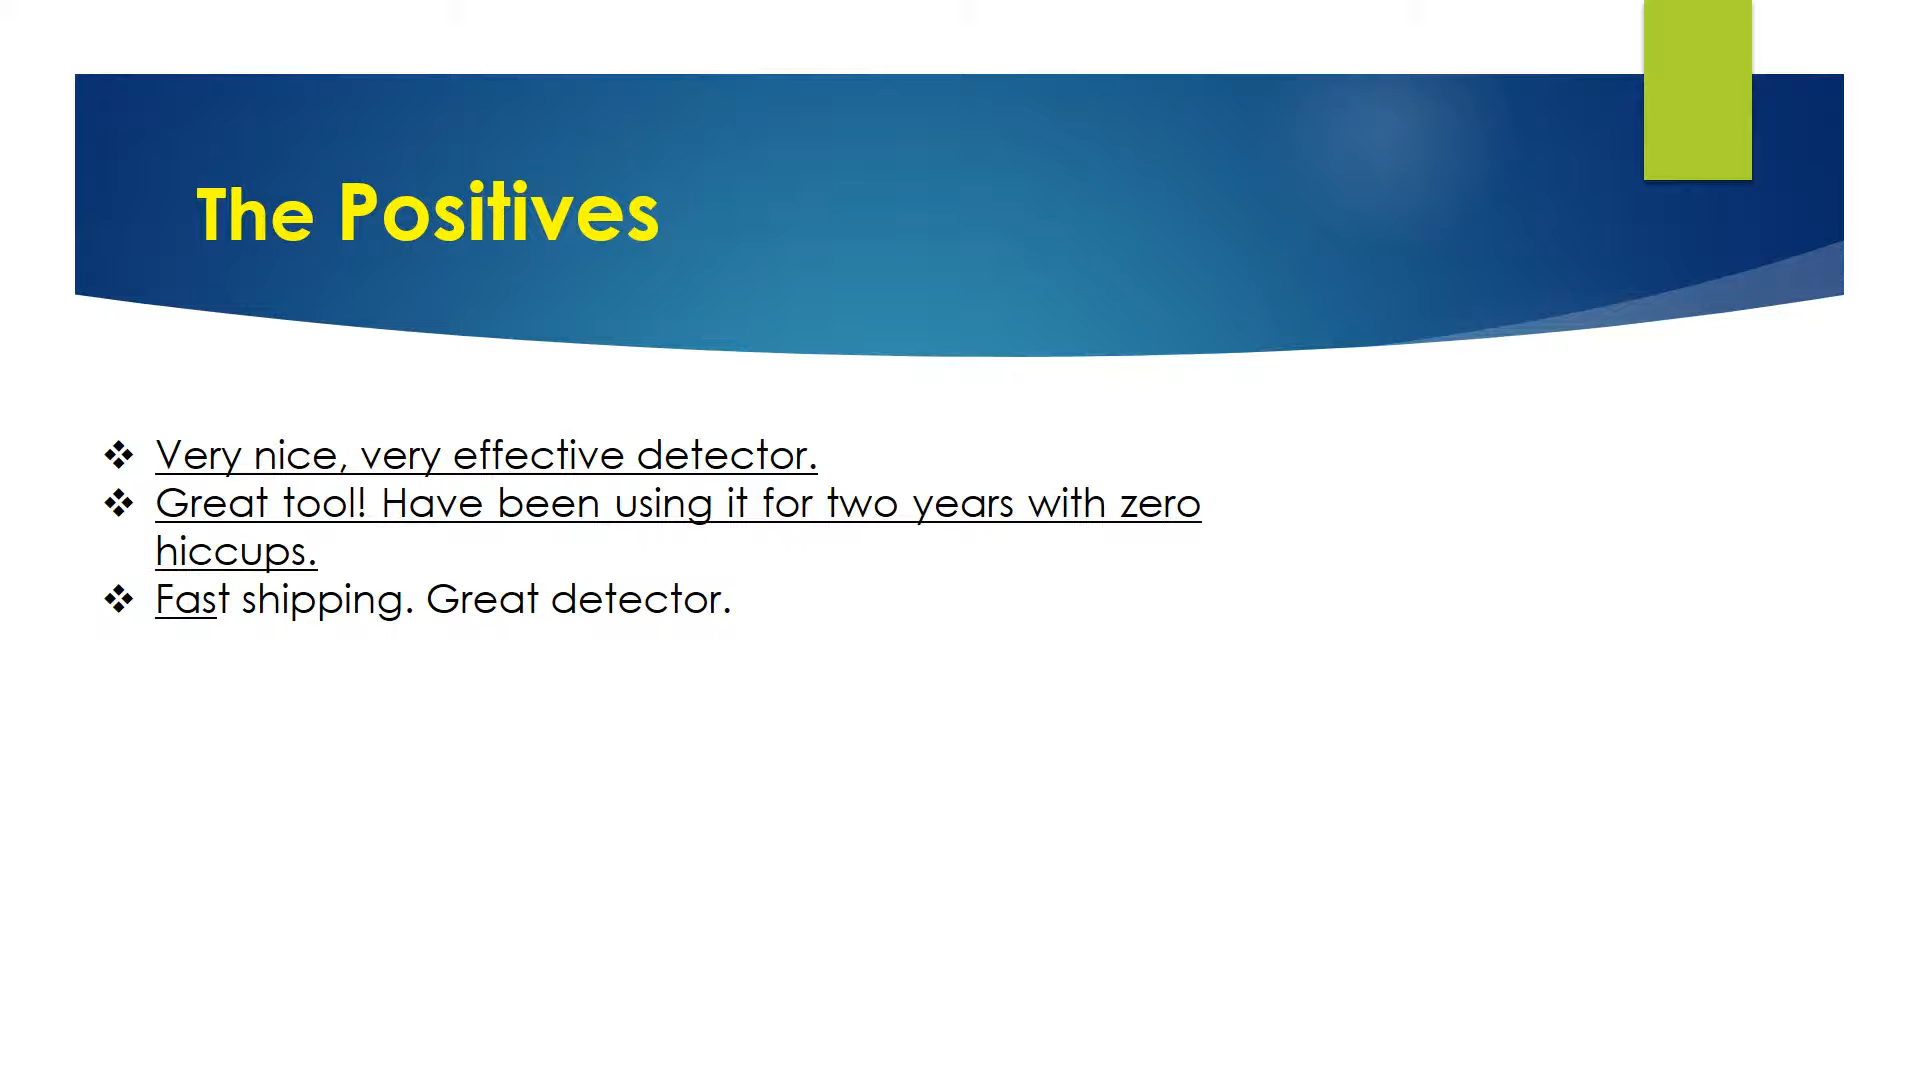 The Positives
Very nice, very effective detector.
Great tool! Have been using it for two years with zero
hiccups.
Fast shipping. Great detector.